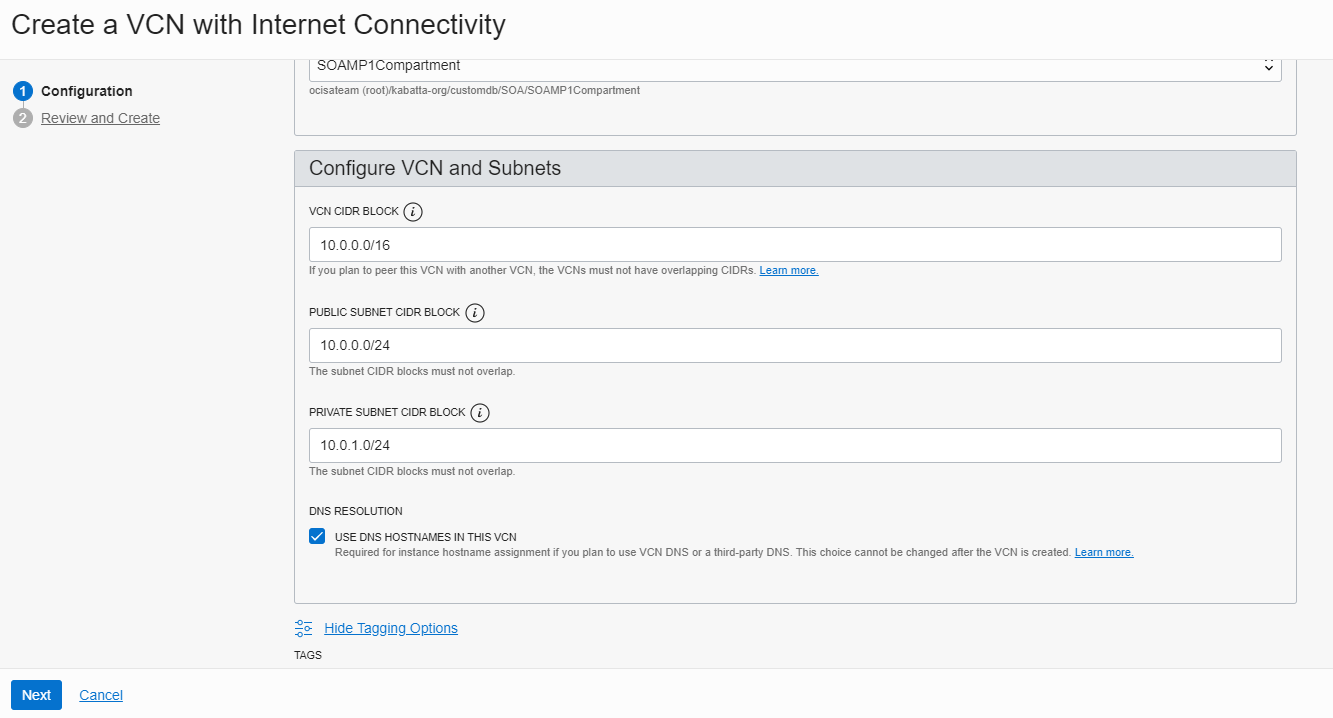 Create a VCN with Internet Connectivity
1 Configuration
2 Review and Create
SOAMP1Compartment
ocisateam (root)/kabatta-org/customdb/SOA/SOAMP1Compartment
Configure VCN and Subnets
VCN CIDR BLOCK i
10.0.0.0/16
If you plan to peer this VCN with another VCN, the VCNs must not have overlapping CIDRs. Learn more.
PUBLIC SUBNET CIDR BLOCK i
10.0.0.0/24
The subnet CIDR blocks must not overlap.
PRIVATE SUBNET CIDR BLOCK i
10.0.1.0/24
The subnet CIDR blocks must not overlap.
DNS RESOLUTION
USE DNS HOSTNAMES IN THIS VCN
Required for instance hostname assignment if you plan to use VCN DNS or a third-party DNS. This choice cannot be changed after the VCN is created. Learn more.
Hide Tagging Options
TAGS
Next Cancel